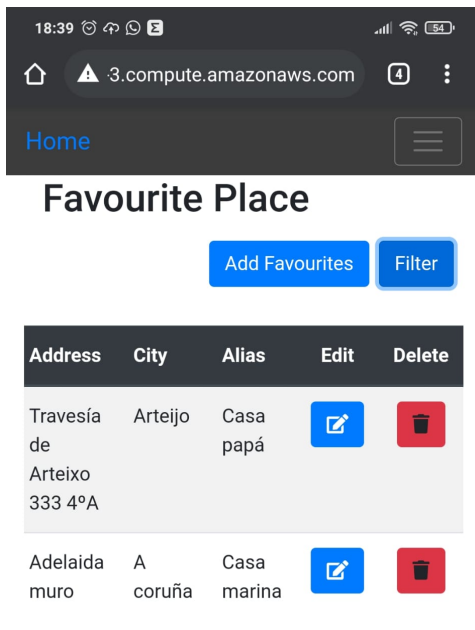 18:39 54
3.compute.amazonaws.com 4
Home
Favourite Place
Add Favourites Filter
Address City Alias Edit Delete
Travesía Arteijo Casa
de papá
Arteixo
333 4ºA
Adelaida A Casa
muro coruña marina